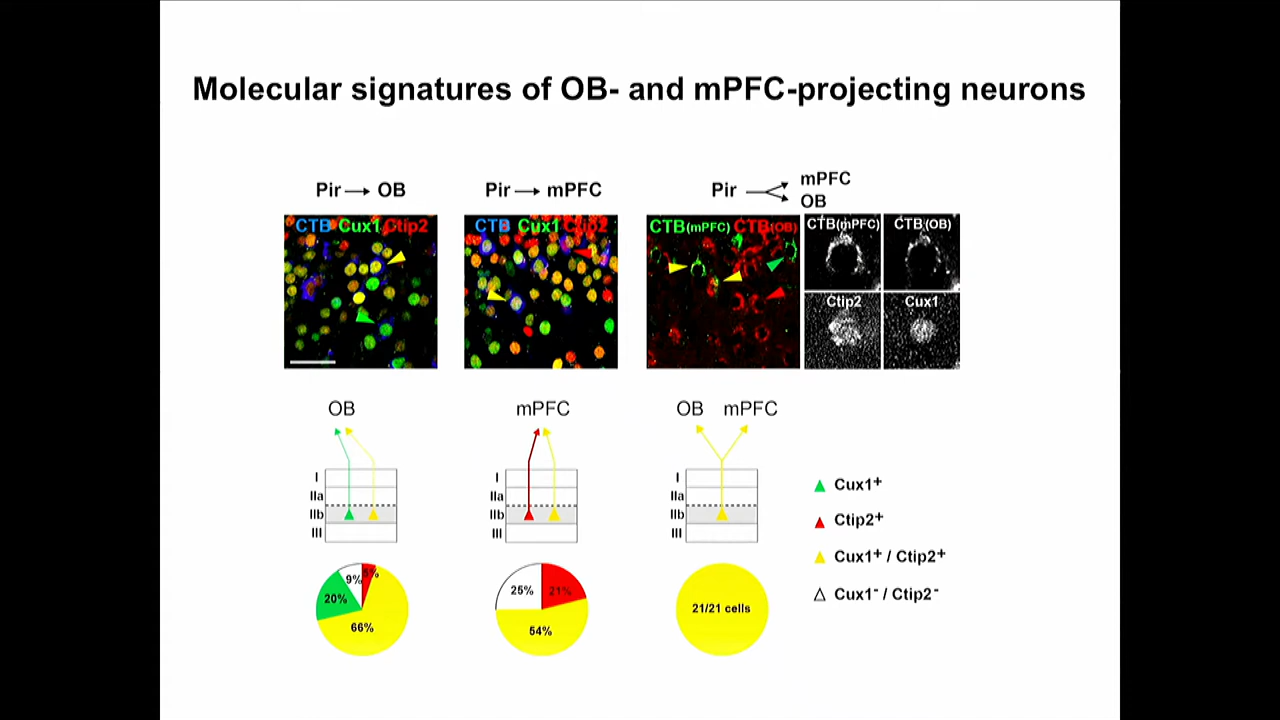 Molecular signatures of OB- and mPFC-projecting neurons
Pir → OB
Pir → mPFC
Pir
mPFC
OB
CTB Cux1 Ctip2
CTB Cux1 Ctip2
CTB(mPFC) CTB(OB)
CTB(mPFC)
CTB(OB)
Ctip2
Cux1
OB
mPFC
OB mPFC
I
IIa
IIb
III
I
IIa
IIb
III
I
IIa
IIb
III
9%
5%
20%
66%
25%
21%
54%
21/21 cells
Cux1⁺
Ctip2⁺
Cux1⁺ / Ctip2⁺
Cux1⁻ / Ctip2⁻